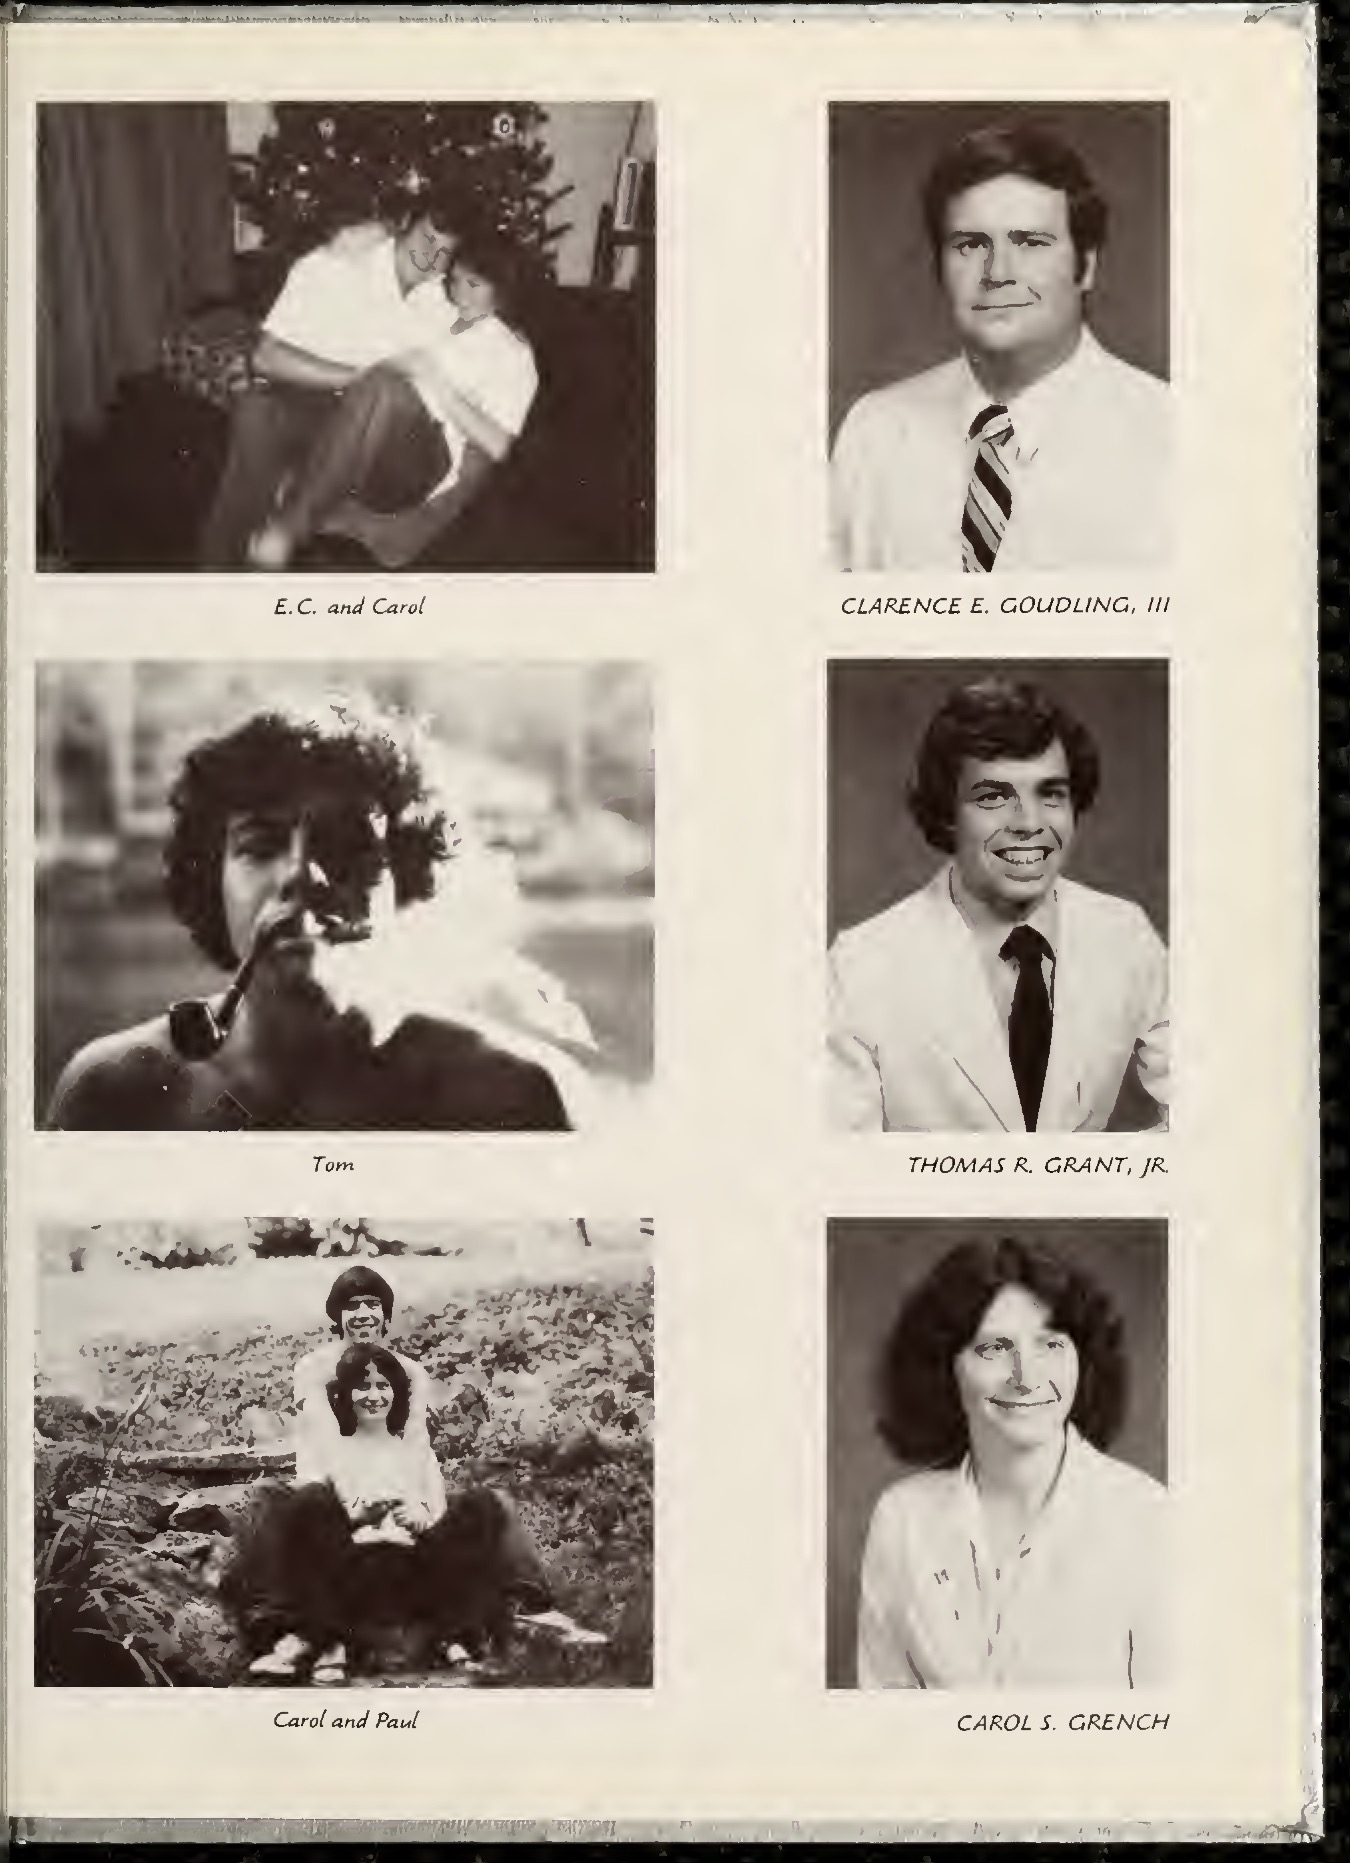 E.C. and Carol
CLARENCE E. GOUDLING, III
Tom
THOMAS R. GRANT, JR.
Carol and Paul
CAROL S. GRENCH